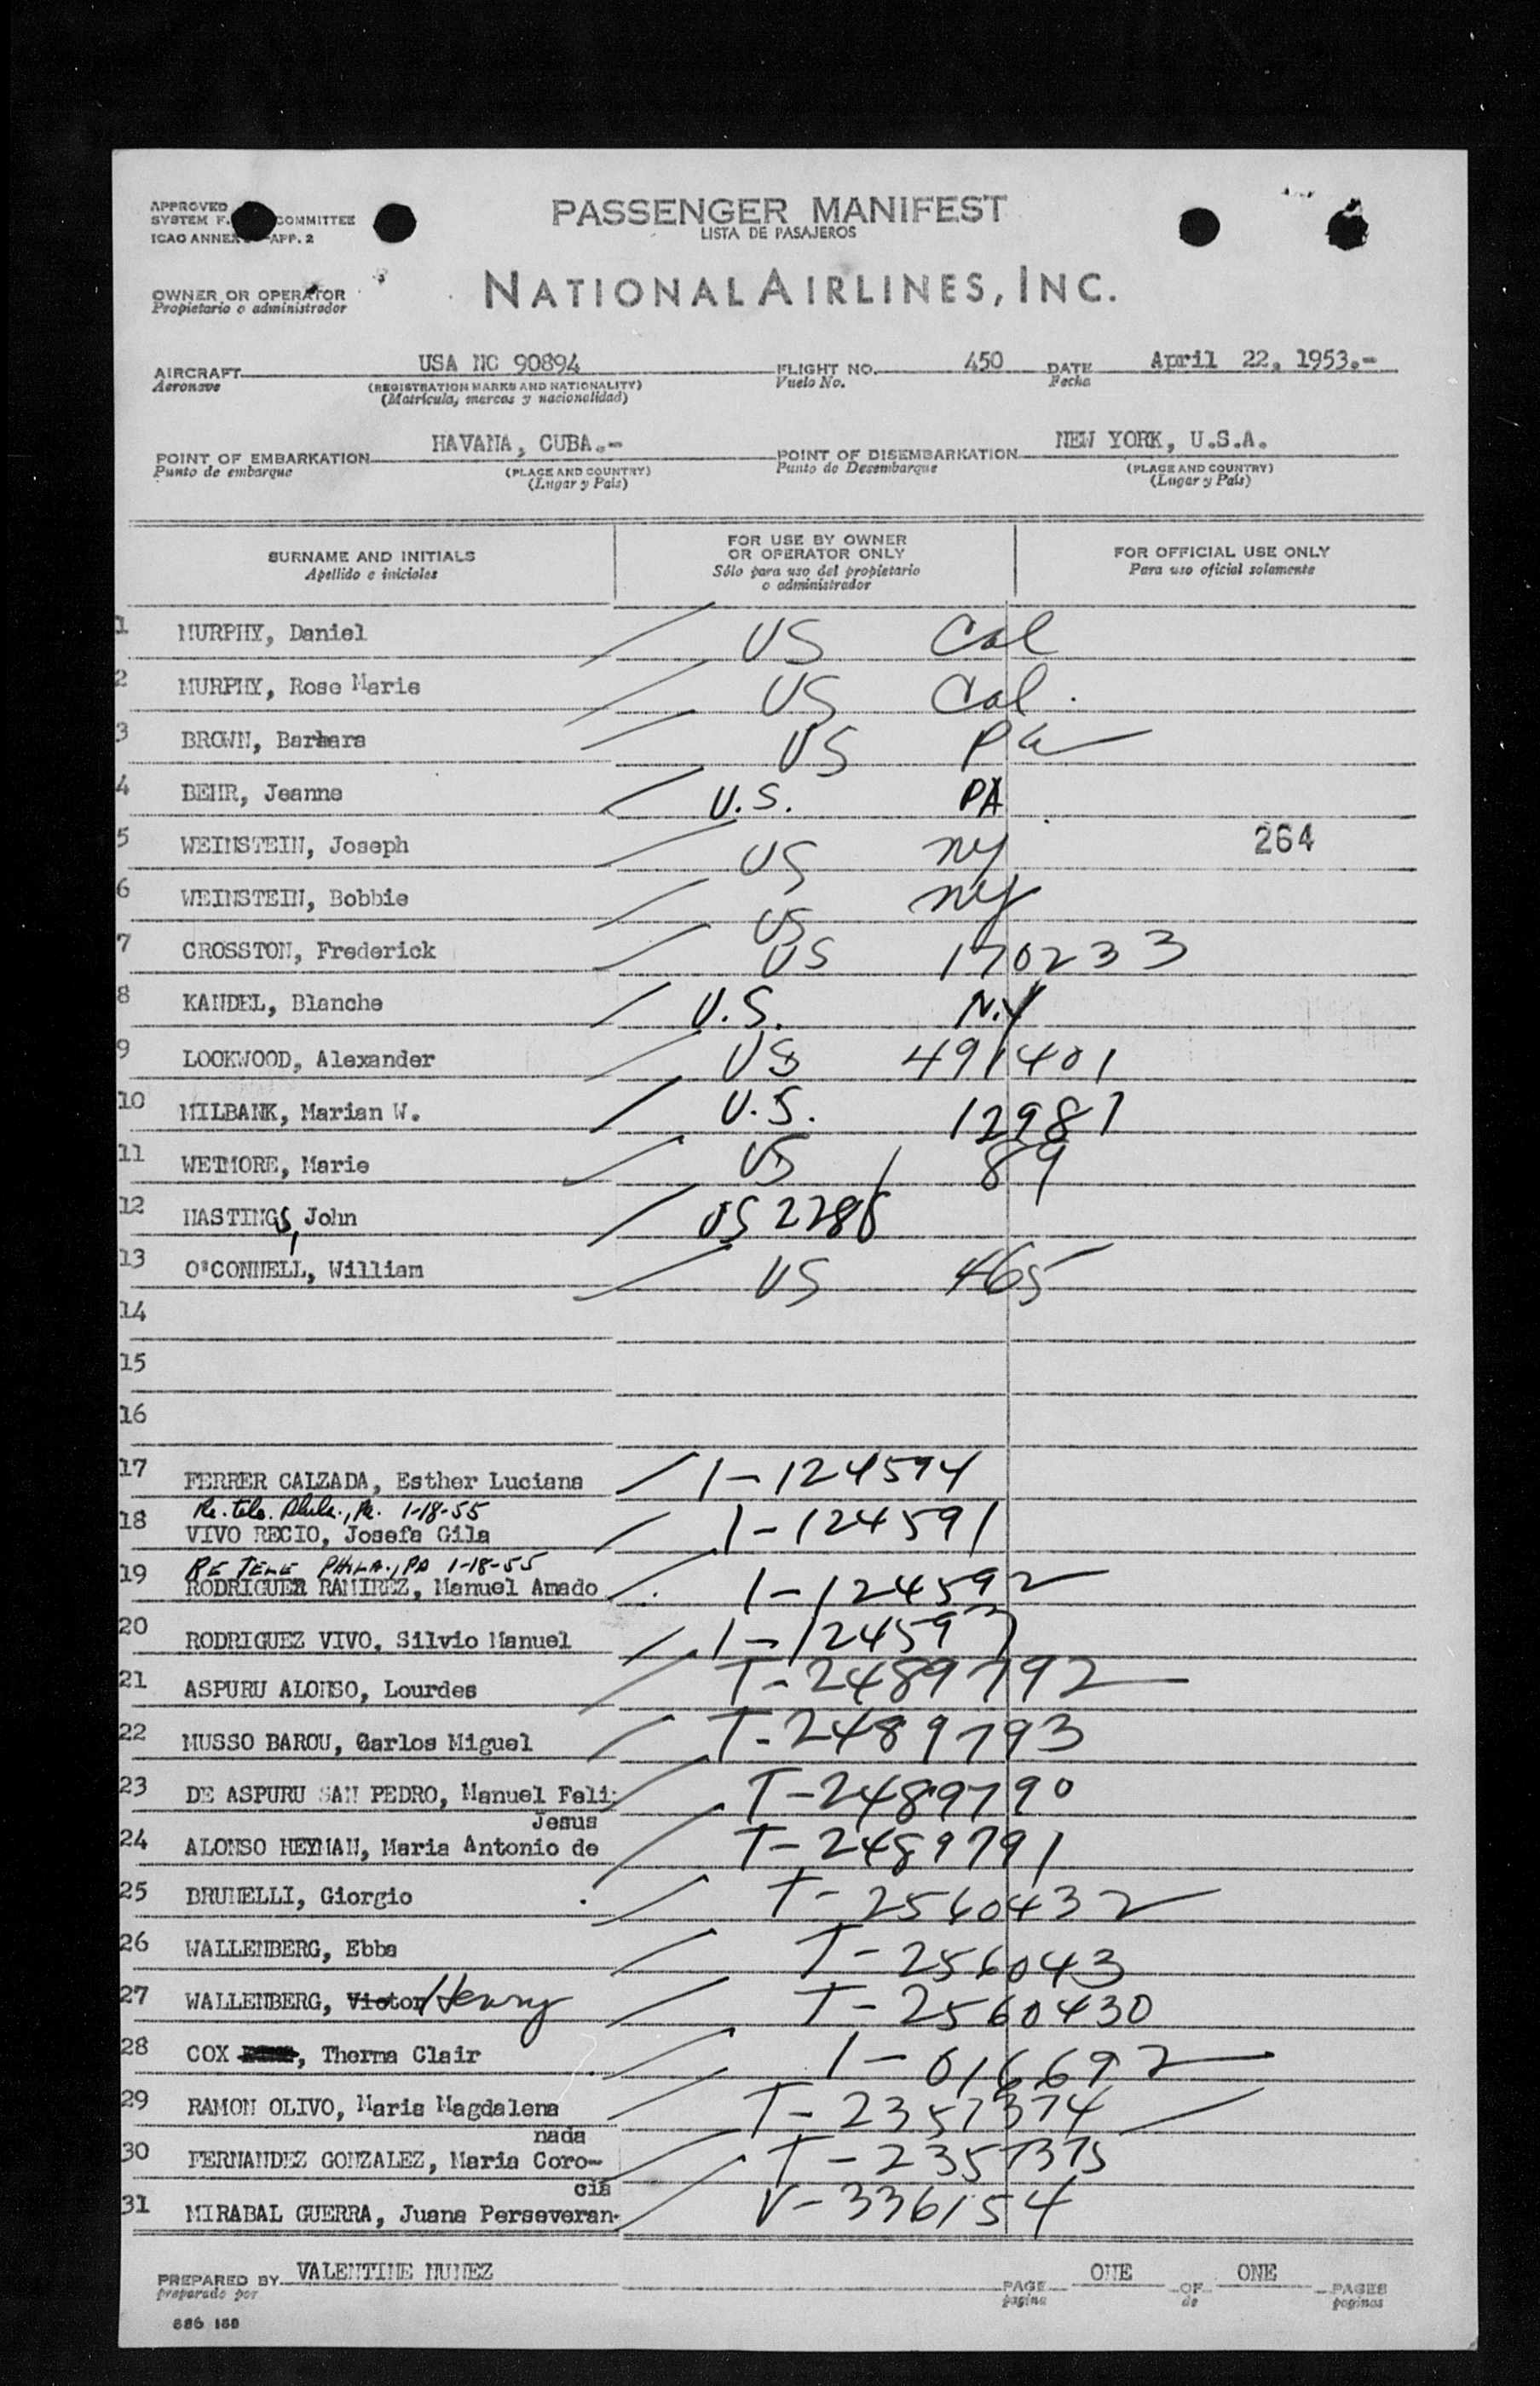 APPROVED
SYSTEM F. COMMITTEE
ICAO ANNEX APP. 2
PASSENGER MANIFEST
LISTA DE PASAJEROS
OWNER OR OPERATOR
Propietario o administrador
NATIONAL AIRLINES, INC.
AIRCRAFT USA NC 90894 FLIGHT NO. 450 DATE April 22, 1953.-
Aeronave (REGISTRATION MARKS AND NATIONALITY) Vuelo No. Fecha
(Matrícula, marcas y nacionalidad)
POINT OF EMBARKATION HAVANA, CUBA.- POINT OF DISEMBARKATION NEW YORK, U.S.A.
Punto de embarque (PLACE AND COUNTRY) Punto de Desembarque (PLACE AND COUNTRY)
(Lugar y País) (Lugar y País)
SURNAME AND INITIALS FOR USE BY OWNER OR OPERATOR ONLY FOR OFFICIAL USE ONLY
Apellido e iniciales Sólo para uso del propietario o administrador Para uso oficial solamente
1 MURPHY, Daniel US Cal
2 MURPHY, Rose Marie US Cal.
3 BROWN, Barbara US Pa
4 BEHR, Jeanne U.S. PA
5 WEINSTEIN, Joseph US NY 264
6 WEINSTEIN, Bobbie US NY
7 CROSSTON, Frederick US 170233
8 KANDEL, Blanche U.S. N.Y
9 LOOKWOOD, Alexander US 491401
10 MILBANK, Marian W. U.S. 12987
11 WETMORE, Marie US / 89
12 HASTINGS, John US 2286
13 O'CONNELL, William US 465
14
15
16
17 FERRER CALZADA, Esther Luciana 1-124594
Re. tele. Phila., Pa. 1-18-55
18 VIVO RECIO, Josefa Gila 1-124591
RE TELE PHILA., PA 1-18-55
19 RODRIGUEZ RAMIREZ, Manuel Amado 1-124592
20 RODRIGUEZ VIVO, Silvio Manuel 1-124593
21 ASPURU ALONSO, Lourdes T-2489792
22 MUSSO BAROU, Carlos Miguel T-2489793
23 DE ASPURU SAN PEDRO, Manuel Feli: T-2489790
Jesus
24 ALONSO HEYMAN, Maria Antonio de T-2489791
25 BRUNELLI, Giorgio T-2560432
26 WALLENBERG, Ebba T-256043
27 WALLENBERG, Victor Henry T-2560430
28 COX , Therma Clair 1-016692
29 RAMON OLIVO, Maria Magdalena T-2357374
nada
30 FERNANDEZ GONZALEZ, Maria Coro- T-2357375
cia
31 MIRABAL GUERRA, Juana Perseveran- V-336154
PREPARED BY VALENTINE NUNEZ PAGE ONE OF ONE PAGES
preparado por pagina de paginas